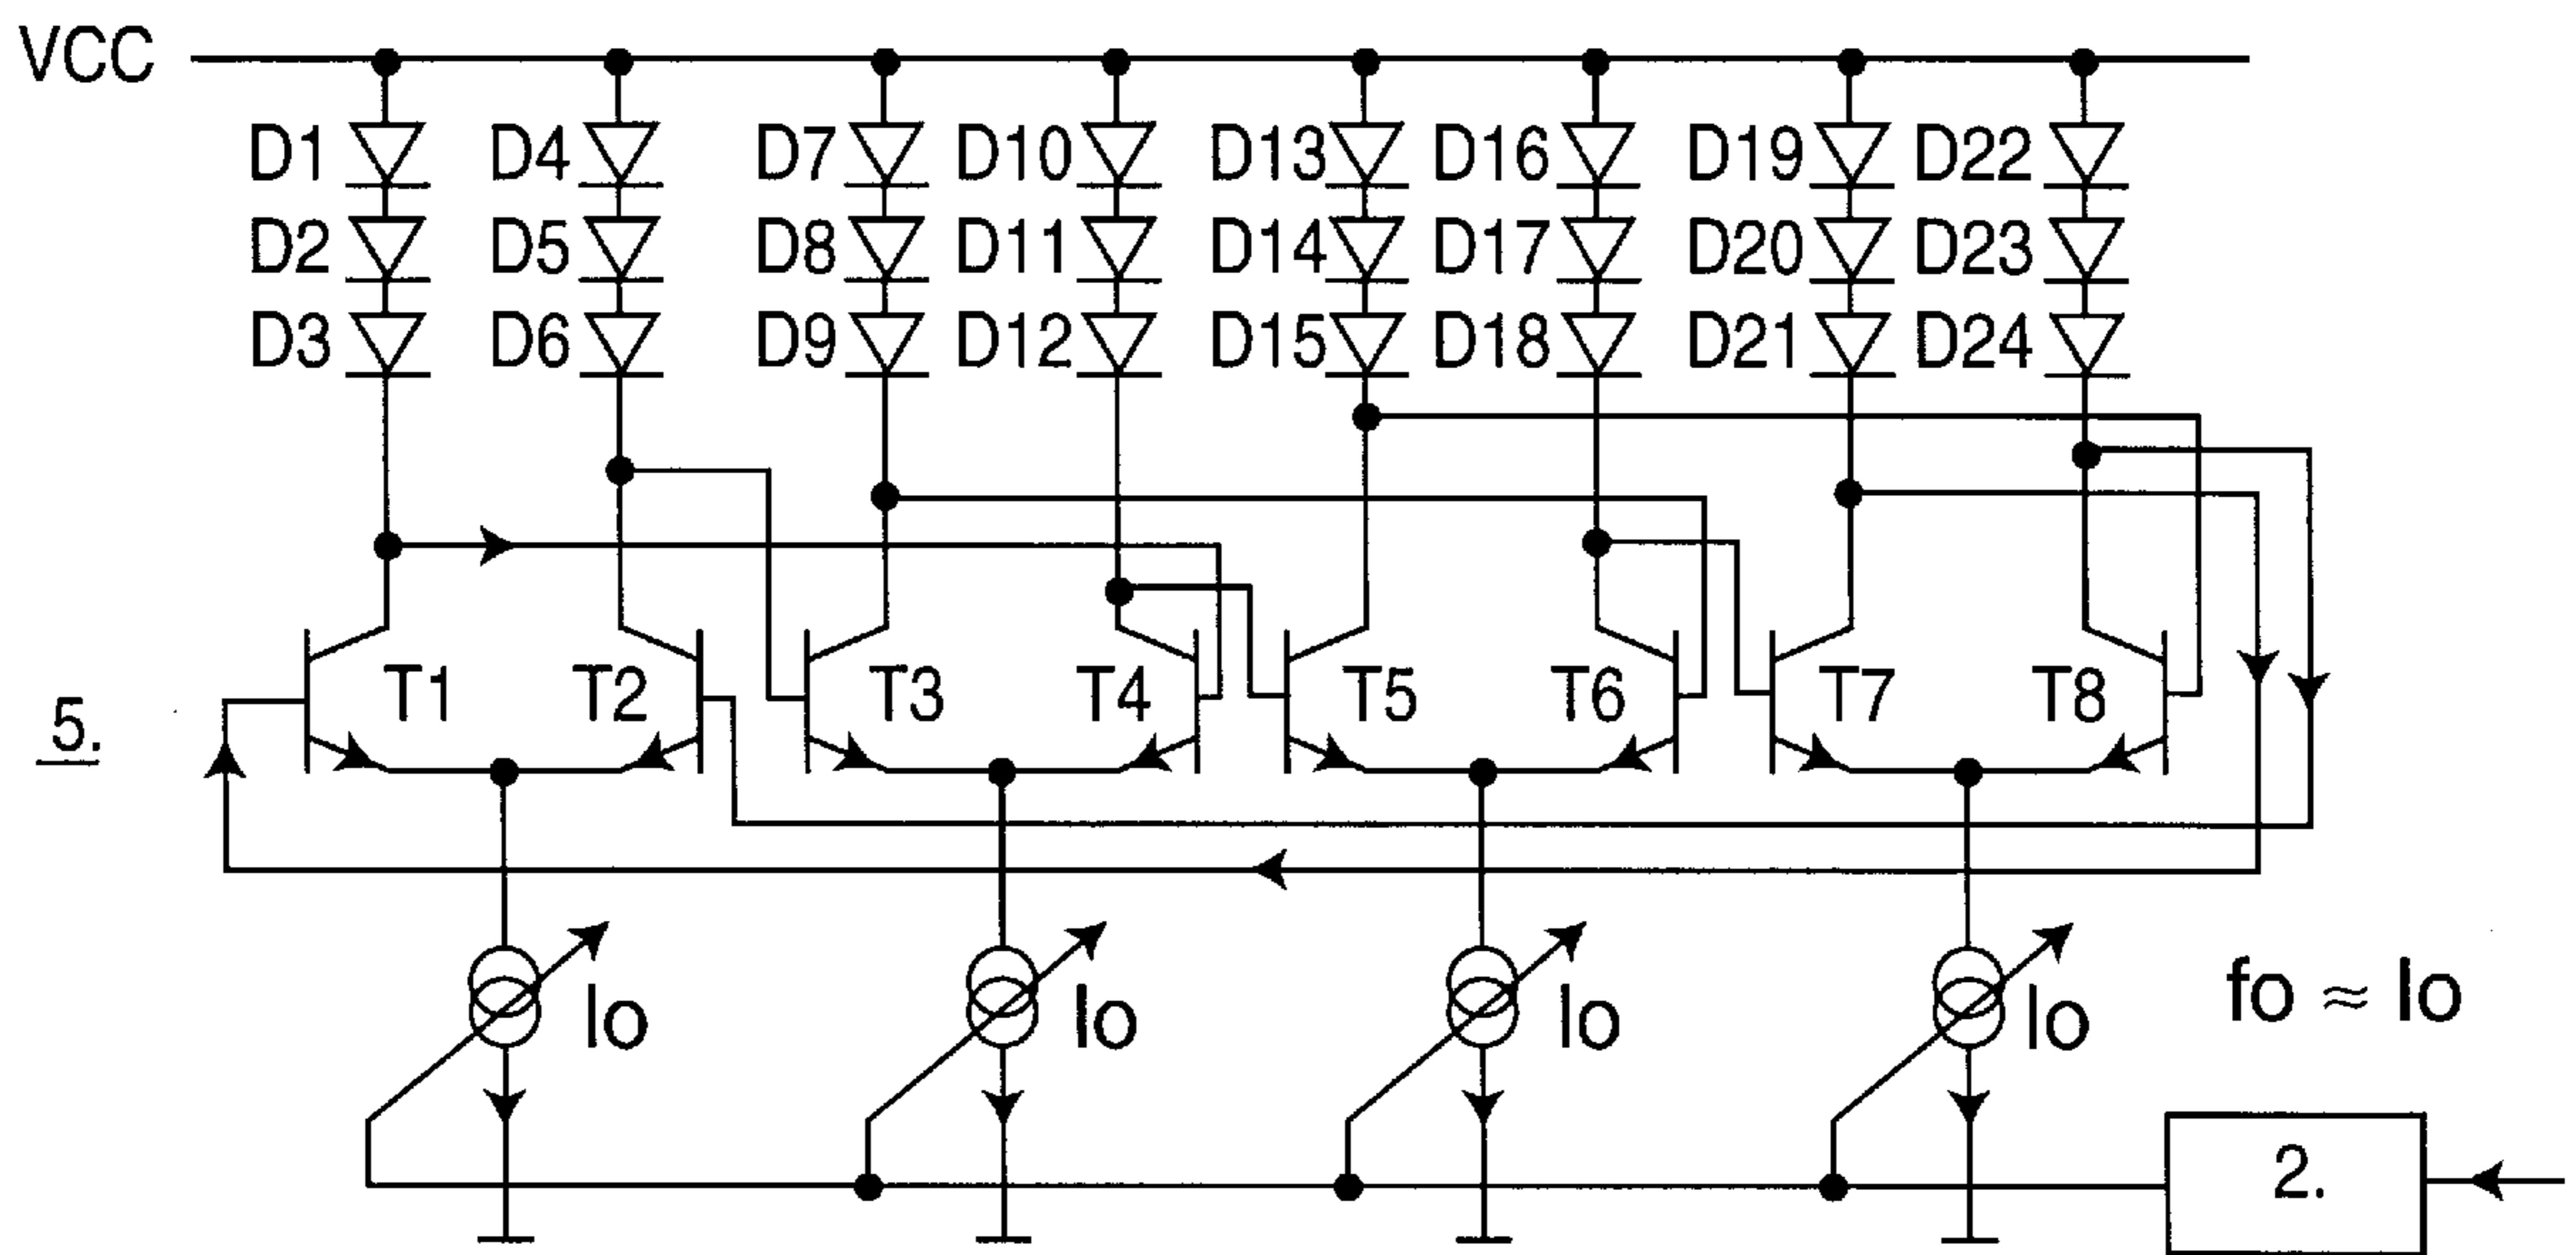 VCC
D1 D4 D7 D10 D13 D16 D19 D22
D2 D5 D8 D11 D14 D17 D20 D23
D3 D6 D9 D12 D15 D18 D21 D24
5. T1 T2 T3 T4 T5 T6 T7 T8
Io Io Io Io fo ≈ Io
2.